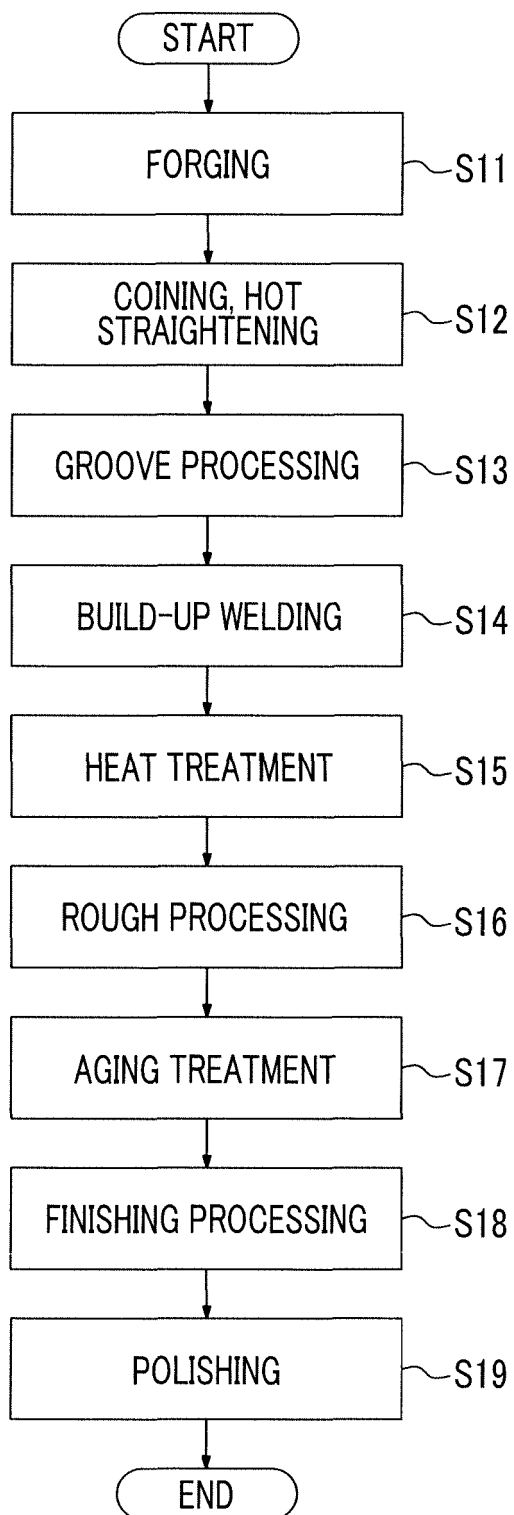 START
FORGING
S11
COINING, HOT
STRAIGHTENING
S12
GROOVE PROCESSING
S13
BUILD-UP WELDING
S14
HEAT TREATMENT
S15
ROUGH PROCESSING
S16
AGING TREATMENT
S17
FINISHING PROCESSING
S18
POLISHING
S19
END